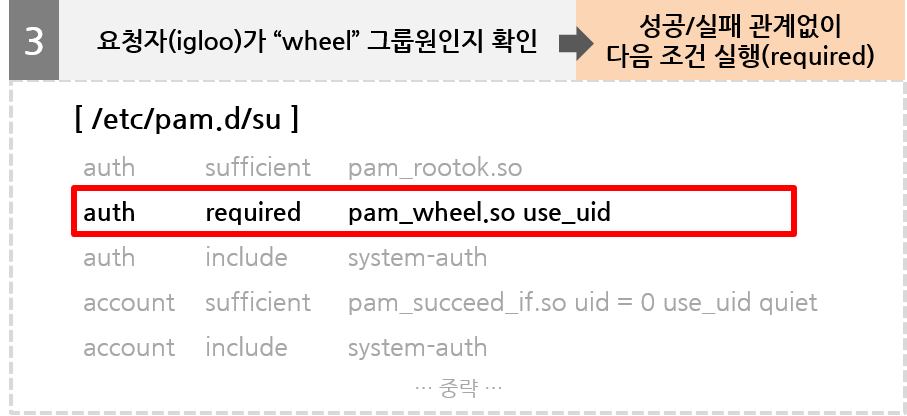 3
요청자(igloo)가 “wheel” 그룹원인지 확인
성공/실패 관계없이
다음 조건 실행(required)
[ /etc/pam.d/su ]
auth sufficient pam_rootok.so
auth required pam_wheel.so use_uid
auth include system-auth
account sufficient pam_succeed_if.so uid = 0 use_uid quiet
account include system-auth
… 중략 …